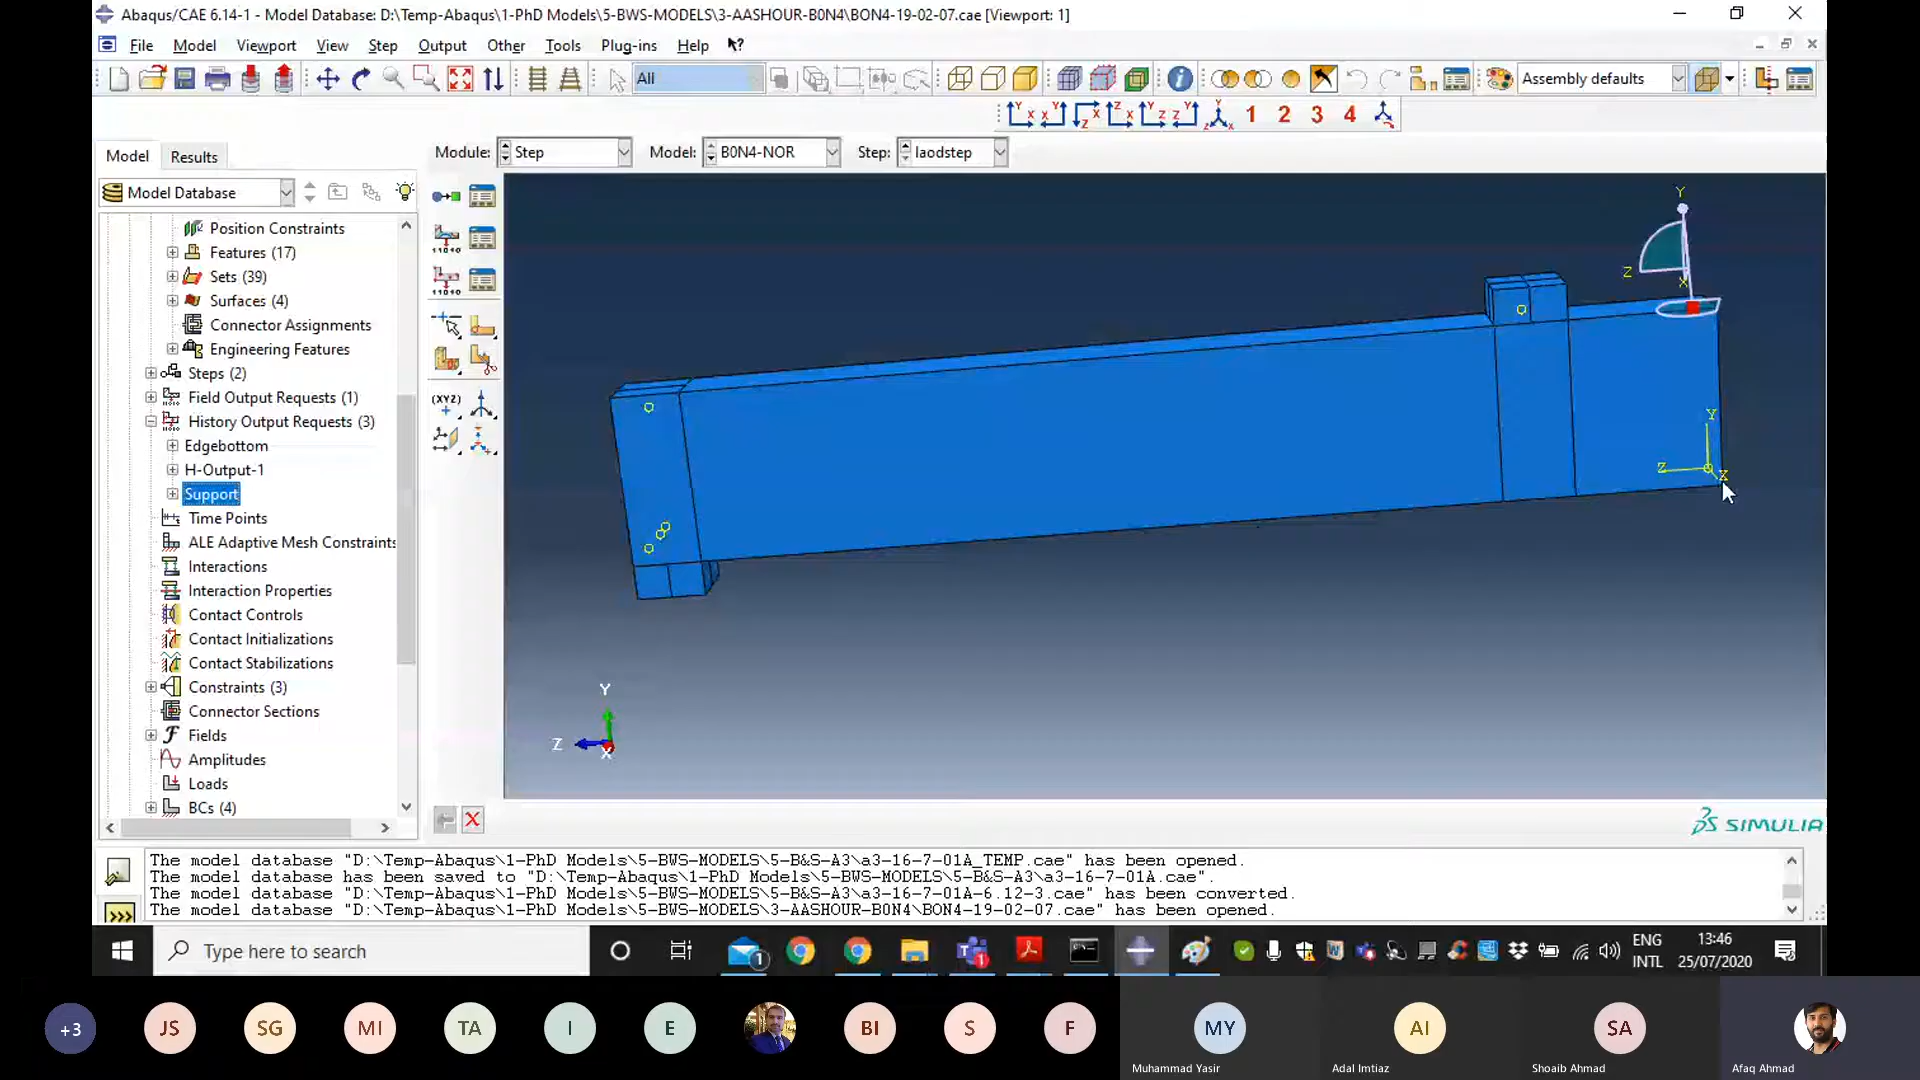 Abaqus/CAE 6.14-1 - Model Database: D:\Temp-Abaqus\1-PhD Models\5-BWS-MODELS\3-AASHOUR-B0N4\BON4-19-02-07.cae [Viewport: 1]
File Model Viewport View Step Output Other Tools Plug-ins Help
All
Assembly defaults
1 2 3 4
Model Results
Module: Step Model: B0N4-NOR Step: laodstep
Model Database
Position Constraints
Features (17)
Sets (39)
Surfaces (4)
Connector Assignments
Engineering Features
Steps (2)
Field Output Requests (1)
History Output Requests (3)
Edgebottom
H-Output-1
Support
Time Points
ALE Adaptive Mesh Constraints
Interactions
Interaction Properties
Contact Controls
Contact Initializations
Contact Stabilizations
Constraints (3)
Connector Sections
Fields
Amplitudes
Loads
BCs (4)
(XYZ)
Y
Z
X
Y
Z
X
Y
Z
X
SIMULIA
The model database "D:\Temp-Abaqus\1-PhD Models\5-BWS-MODELS\5-B&S-A3\a3-16-7-01A_TEMP.cae" has been opened.
The model database has been saved to "D:\Temp-Abaqus\1-PhD Models\5-BWS-MODELS\5-B&S-A3\a3-16-7-01A.cae".
The model database "D:\Temp-Abaqus\1-PhD Models\5-BWS-MODELS\5-B&S-A3\a3-16-7-01A-6.12-3.cae" has been converted.
The model database "D:\Temp-Abaqus\1-PhD Models\5-BWS-MODELS\3-AASHOUR-B0N4\BON4-19-02-07.cae" has been opened.
Type here to search
ENG
INTL
13:46
25/07/2020
+3 JS SG MI TA I E BI S F MY AI SA
Muhammad Yasir Adal Imtiaz Shoaib Ahmad Afaq Ahmad